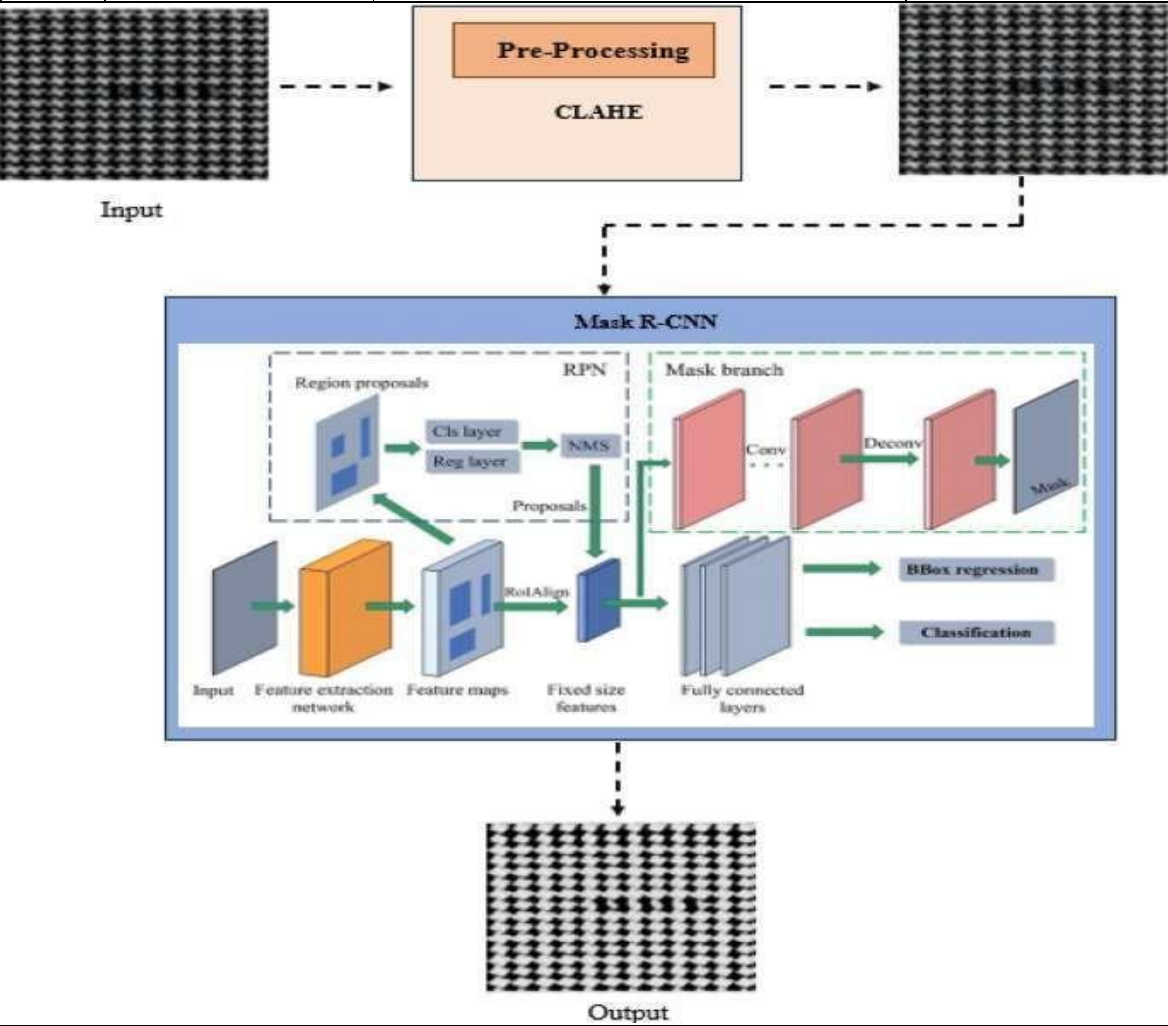 Pre-Processing
CLAHE
Input
Mask R-CNN
RPN
Mask branch
Region proposals
Cls layer
Reg layer
NMS
Conv
Deconv
Mask
Proposals
RoIAlign
BBox regression
Classification
Input
Feature extraction
network
Feature maps
Fixed size
features
Fully connected
layers
Output